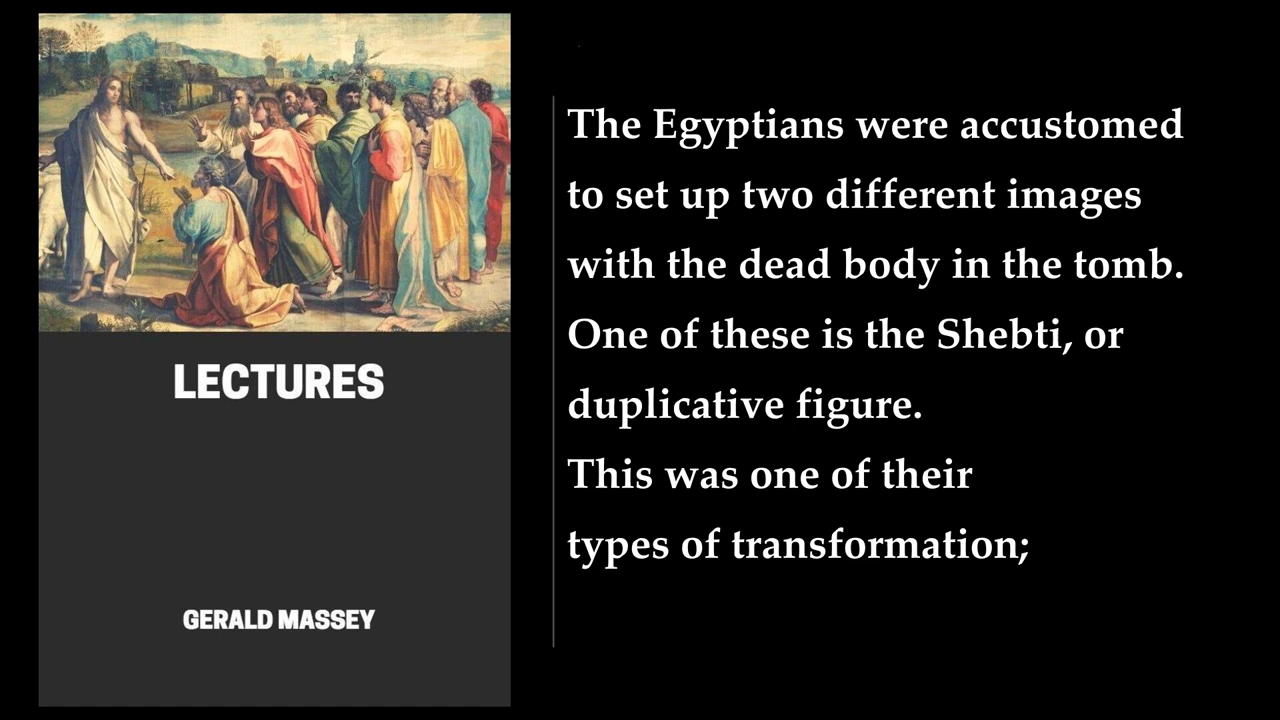 LECTURES
GERALD MASSEY
The Egyptians were accustomed
to set up two different images
with the dead body in the tomb.
One of these is the Shebti, or
duplicative figure.
This was one of their
types of transformation;